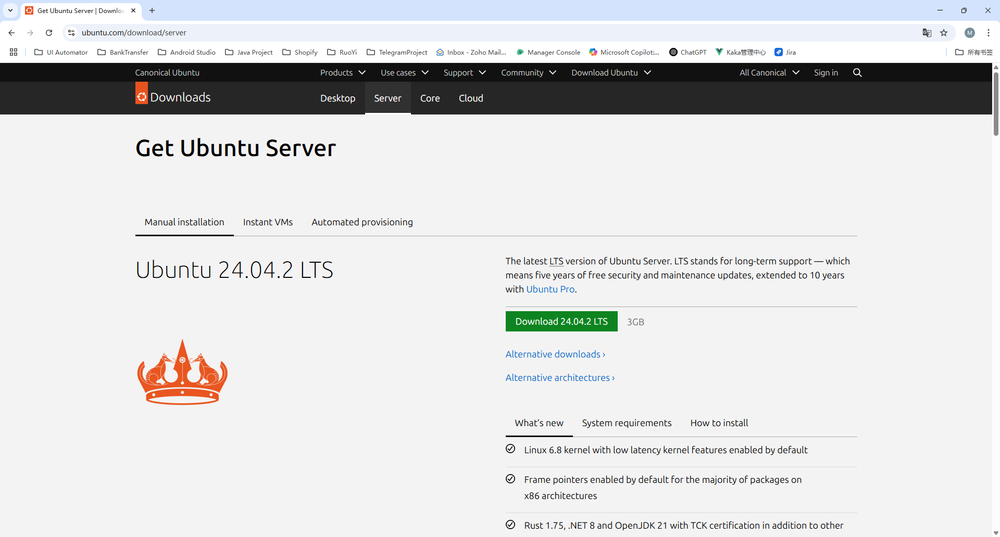 Get Ubuntu Server | Downloa
ubuntu.com/download/server
M
UI Automator
BankTransfer
Android Studio
Java Project
Shopify
RuoYi
TelegramProject
Inbox - Zoho Mail...
Manager Console
Microsoft Copilot:...
ChatGPT
Kaka管理中心
Jira
所有书签
Canonical Ubuntu
Products
Use cases
Support
Community
Download Ubuntu
All Canonical
Sign in
Downloads
Desktop
Server
Core
Cloud
Get Ubuntu Server
Manual installation
Instant VMs
Automated provisioning
Ubuntu 24.04.2 LTS
The latest LTS version of Ubuntu Server. LTS stands for long-term support — which
means five years of free security and maintenance updates, extended to 10 years
with Ubuntu Pro.
Download 24.04.2 LTS
3GB
Alternative downloads ›
Alternative architectures ›
What’s new
System requirements
How to install
Linux 6.8 kernel with low latency kernel features enabled by default
Frame pointers enabled by default for the majority of packages on
x86 architectures
Rust 1.75, .NET 8 and OpenJDK 21 with TCK certification in addition to other